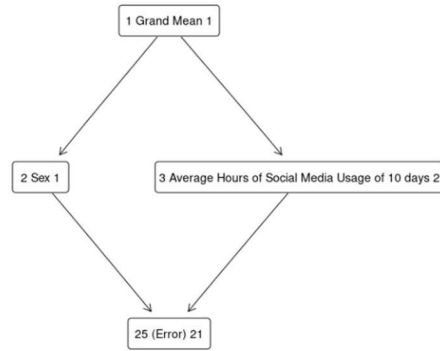 1 Grand Mean 1
2 Sex 1
3 Average Hours of Social Media Usage of 10 days 2
25 (Error) 21